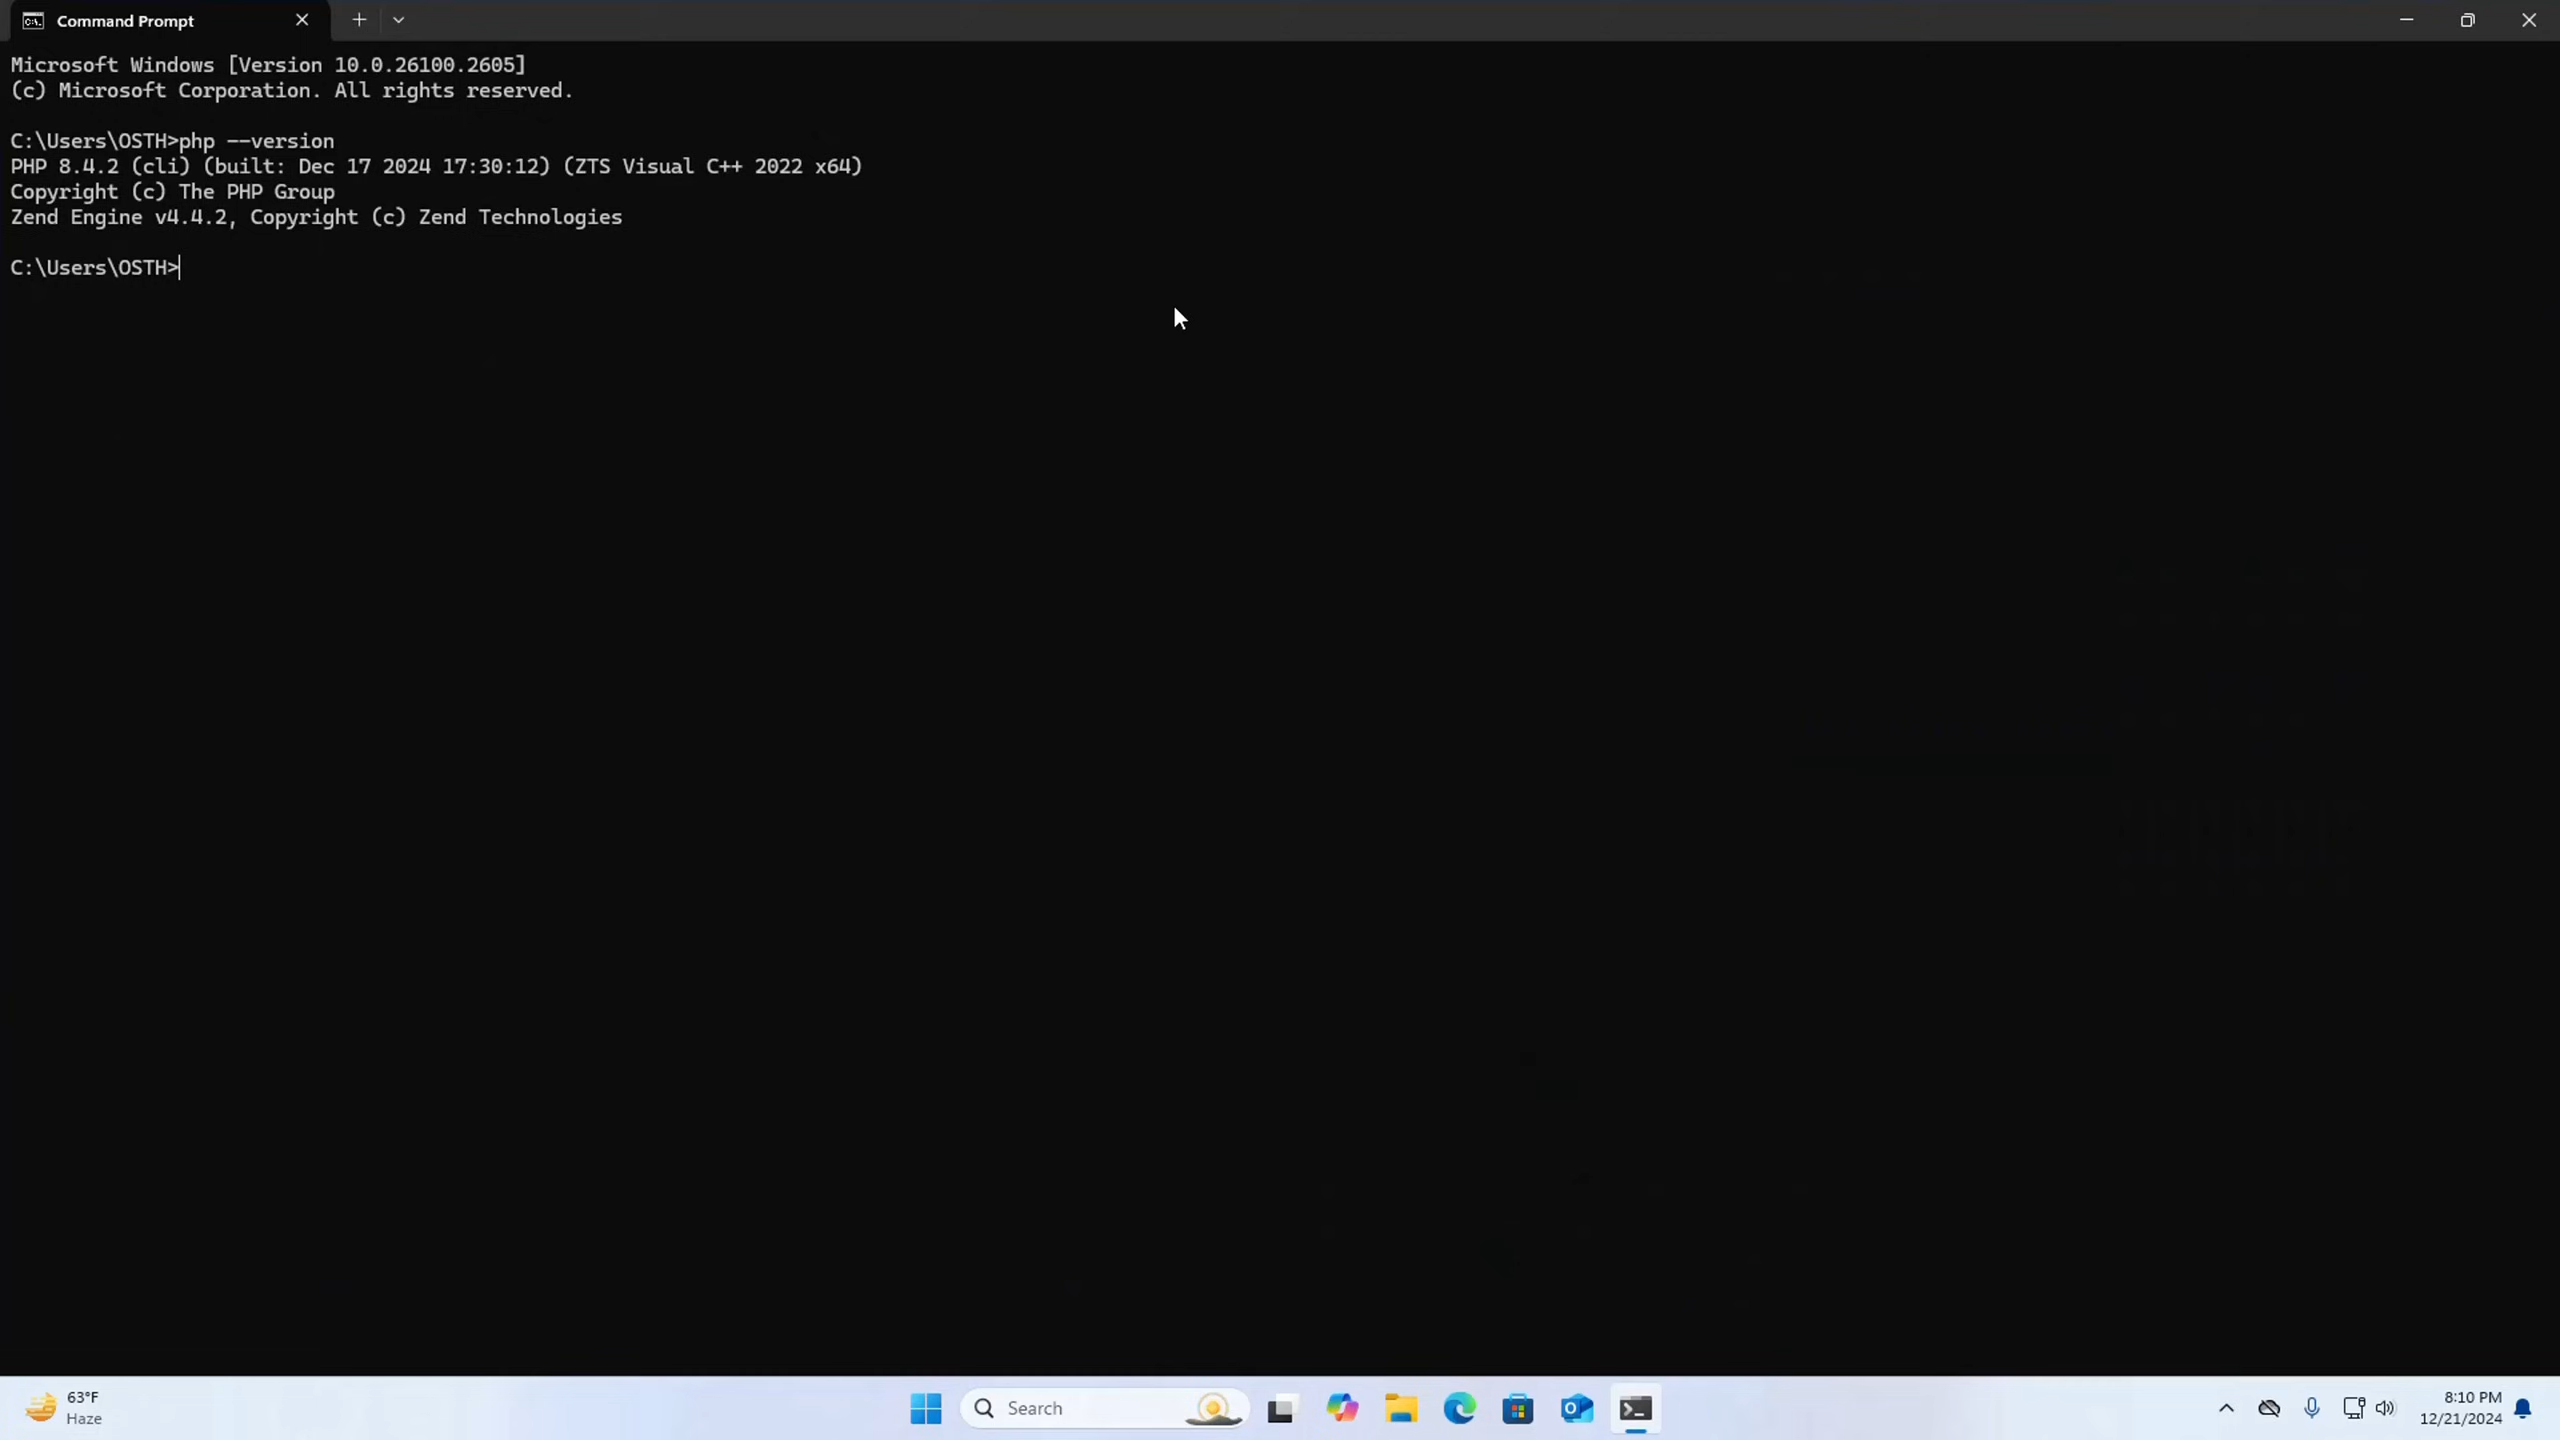 Command Prompt
Microsoft Windows [Version 10.0.26100.2605]
(c) Microsoft Corporation. All rights reserved.
C:\Users\OSTH>php --version
PHP 8.4.2 (cli) (built: Dec 17 2024 17:30:12) (ZTS Visual C++ 2022 x64)
Copyright (c) The PHP Group
Zend Engine v4.4.2, Copyright (c) Zend Technologies
C:\Users\OSTH>
63°F
Haze
Search
8:10 PM
12/21/2024